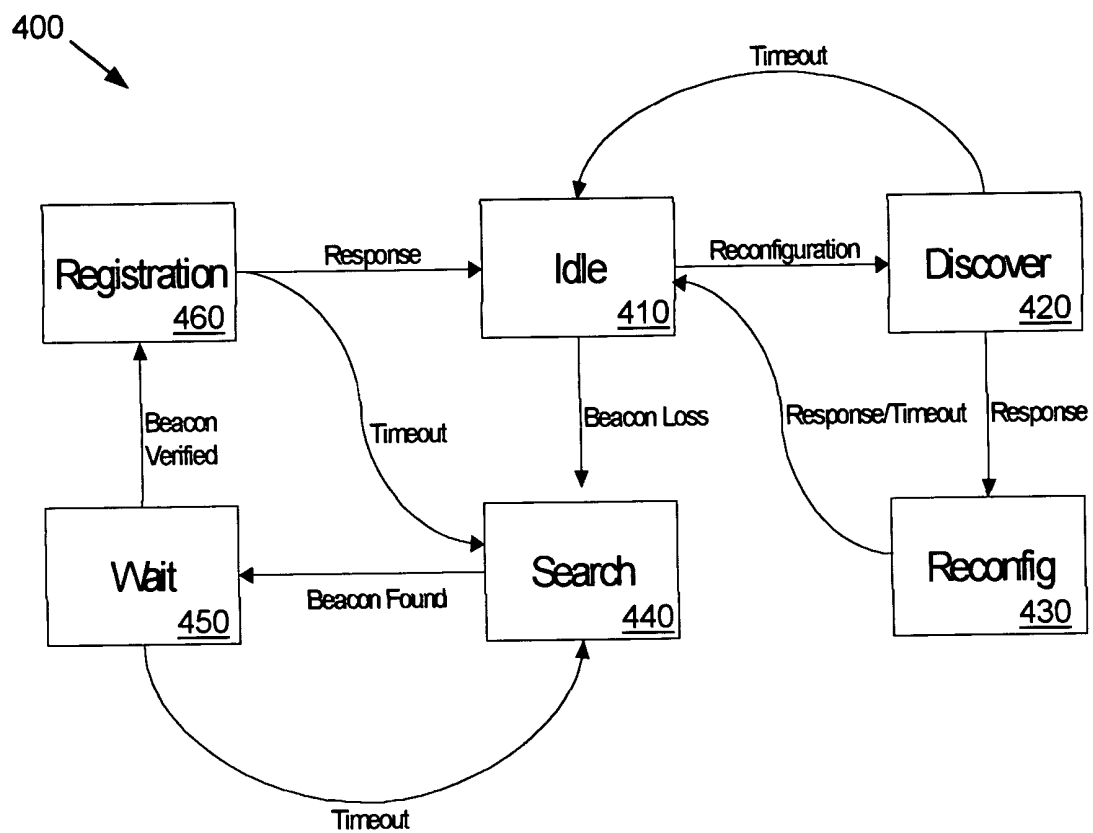 400
Timeout
Registration
460
Response
Idle
410
Reconfiguration
Discover
420
Beacon
Verified
Timeout
Beacon Loss
Response/Timeout
Response
Wait
450
Beacon Found
Search
440
Reconfig
430
Timeout